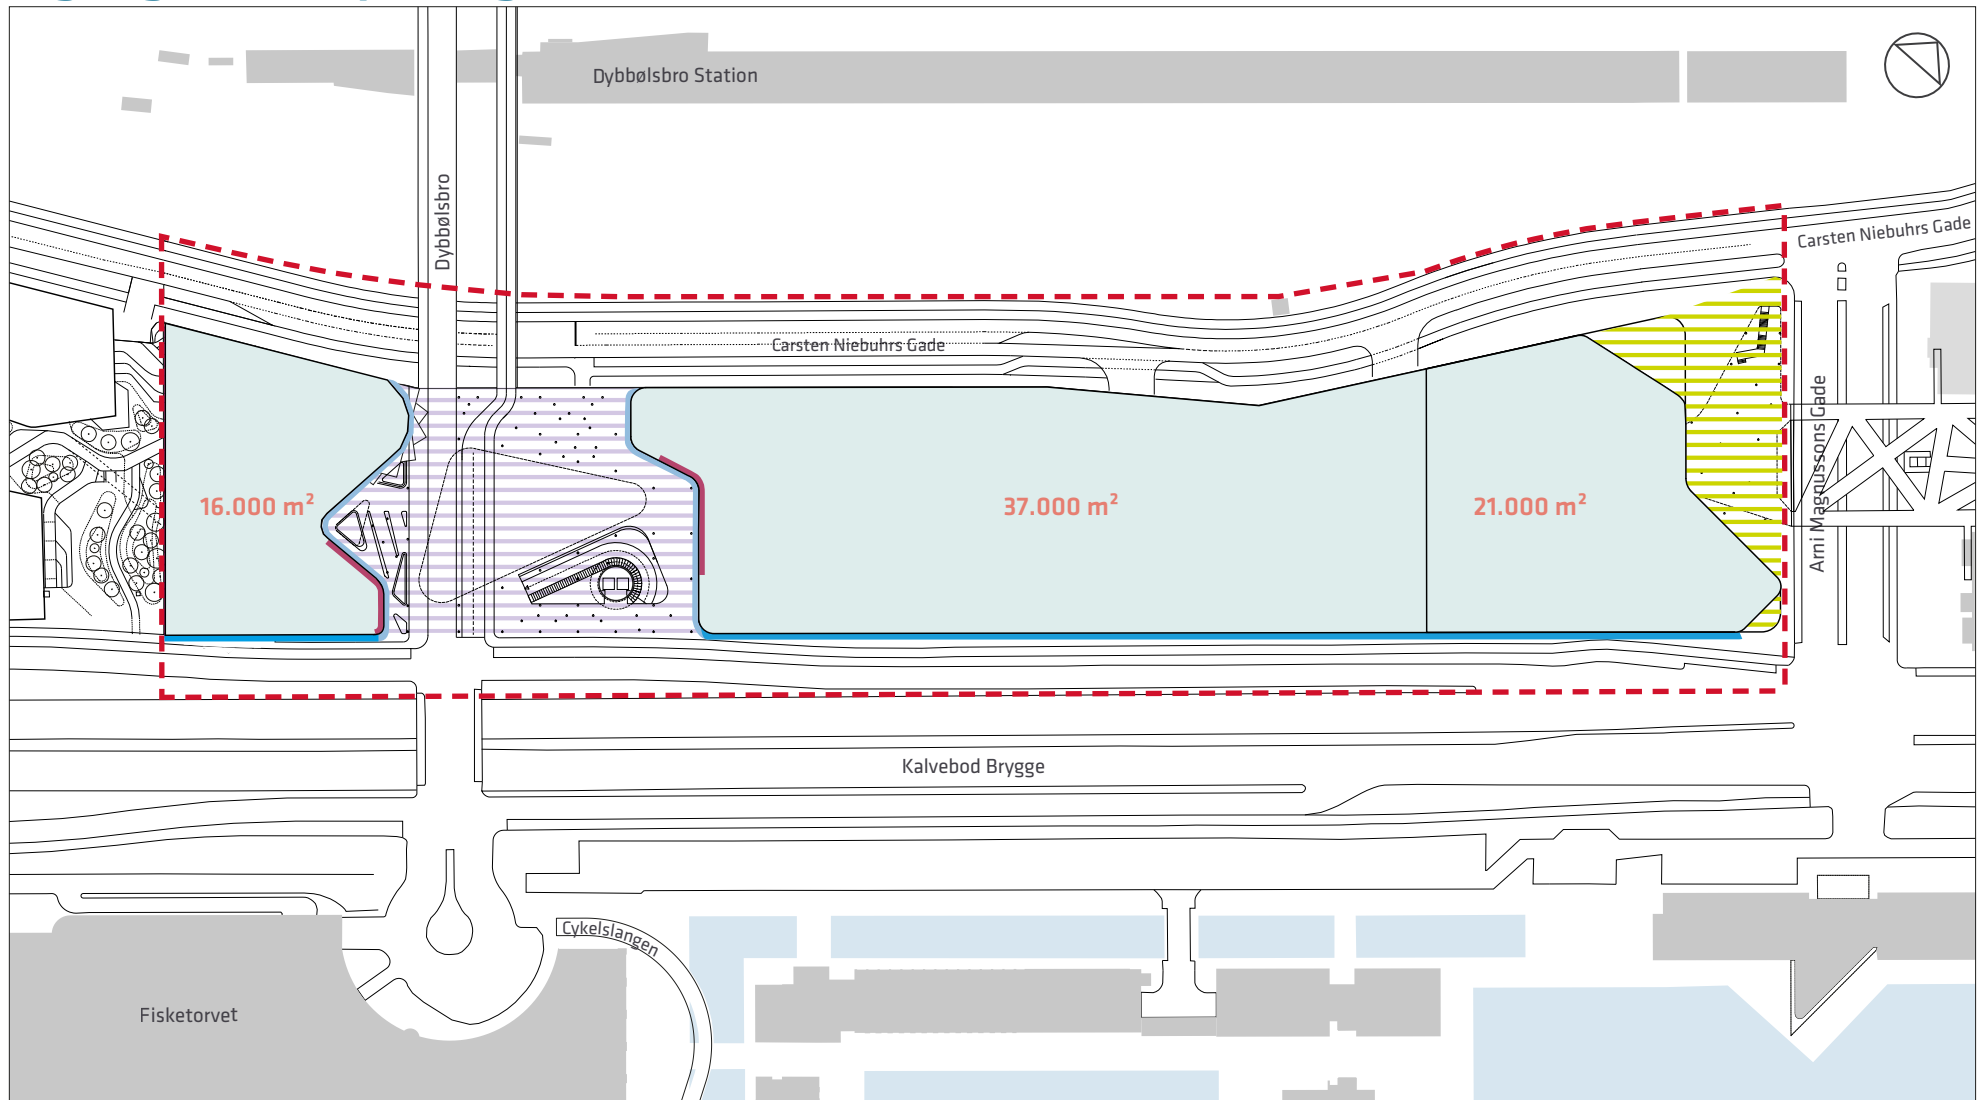 Dybbølsbro Station
Dybbølsbro
Carsten Niebuhrs Gade
Carsten Niebuhrs Gade
16.000 m²
37.000 m²
21.000 m²
Arni Magnussons Gade
Kalvebod Brygge
Cykelslangen
Fisketorvet